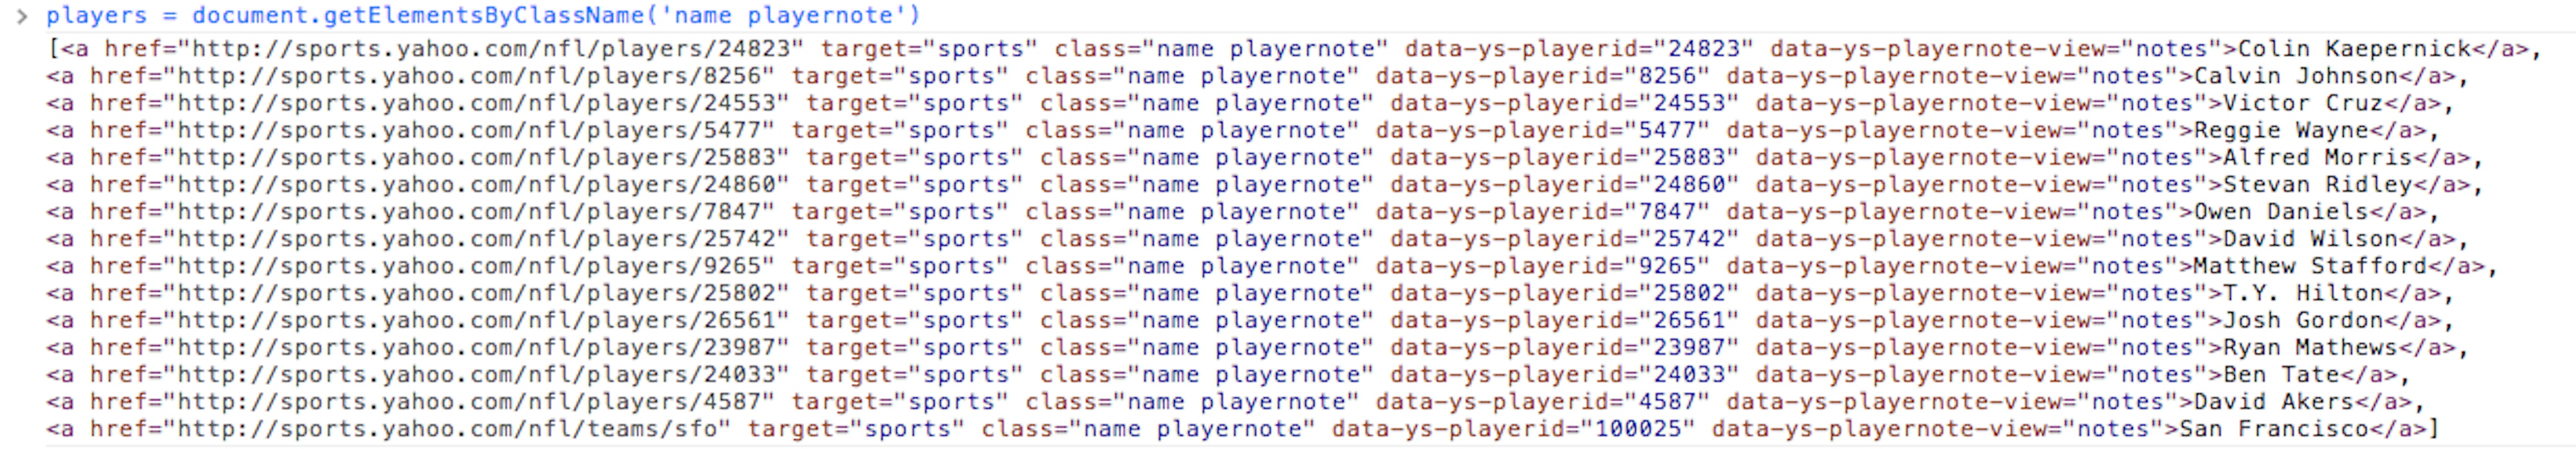 > players = document.getElementsByClassName('name playernote')
[<a href="http://sports.yahoo.com/nfl/players/24823" target="sports" class="name playernote" data-ys-playerid="24823" data-ys-playernote-view="notes">Colin Kaepernick</a>,
<a href="http://sports.yahoo.com/nfl/players/8256" target="sports" class="name playernote" data-ys-playerid="8256" data-ys-playernote-view="notes">Calvin Johnson</a>,
<a href="http://sports.yahoo.com/nfl/players/24553" target="sports" class="name playernote" data-ys-playerid="24553" data-ys-playernote-view="notes">Victor Cruz</a>,
<a href="http://sports.yahoo.com/nfl/players/5477" target="sports" class="name playernote" data-ys-playerid="5477" data-ys-playernote-view="notes">Reggie Wayne</a>,
<a href="http://sports.yahoo.com/nfl/players/25883" target="sports" class="name playernote" data-ys-playerid="25883" data-ys-playernote-view="notes">Alfred Morris</a>,
<a href="http://sports.yahoo.com/nfl/players/24860" target="sports" class="name playernote" data-ys-playerid="24860" data-ys-playernote-view="notes">Stevan Ridley</a>,
<a href="http://sports.yahoo.com/nfl/players/7847" target="sports" class="name playernote" data-ys-playerid="7847" data-ys-playernote-view="notes">Owen Daniels</a>,
<a href="http://sports.yahoo.com/nfl/players/25742" target="sports" class="name playernote" data-ys-playerid="25742" data-ys-playernote-view="notes">David Wilson</a>,
<a href="http://sports.yahoo.com/nfl/players/9265" target="sports" class="name playernote" data-ys-playerid="9265" data-ys-playernote-view="notes">Matthew Stafford</a>,
<a href="http://sports.yahoo.com/nfl/players/25802" target="sports" class="name playernote" data-ys-playerid="25802" data-ys-playernote-view="notes">T.Y. Hilton</a>,
<a href="http://sports.yahoo.com/nfl/players/26561" target="sports" class="name playernote" data-ys-playerid="26561" data-ys-playernote-view="notes">Josh Gordon</a>,
<a href="http://sports.yahoo.com/nfl/players/23987" target="sports" class="name playernote" data-ys-playerid="23987" data-ys-playernote-view="notes">Ryan Mathews</a>,
<a href="http://sports.yahoo.com/nfl/players/24033" target="sports" class="name playernote" data-ys-playerid="24033" data-ys-playernote-view="notes">Ben Tate</a>,
<a href="http://sports.yahoo.com/nfl/players/4587" target="sports" class="name playernote" data-ys-playerid="4587" data-ys-playernote-view="notes">David Akers</a>,
<a href="http://sports.yahoo.com/nfl/teams/sfo" target="sports" class="name playernote" data-ys-playerid="100025" data-ys-playernote-view="notes">San Francisco</a>]